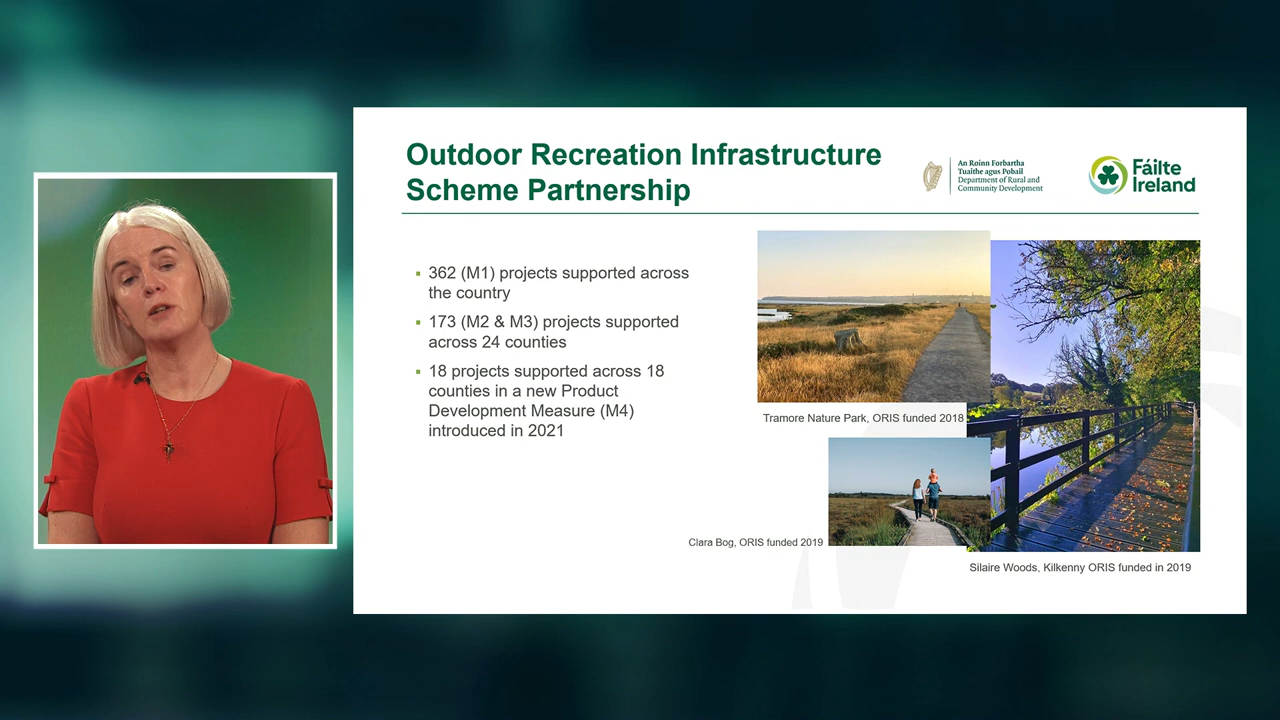 Outdoor Recreation Infrastructure
Scheme Partnership
An Roinn Forbartha
Tuaithe agus Pobail
Department of Rural and
Community Development
Fáilte
Ireland
▪ 362 (M1) projects supported across
the country
▪ 173 (M2 & M3) projects supported
across 24 counties
▪ 18 projects supported across 18
counties in a new Product
Development Measure (M4)
introduced in 2021
Tramore Nature Park, ORIS funded 2018
Clara Bog, ORIS funded 2019
Silaire Woods, Kilkenny ORIS funded in 2019